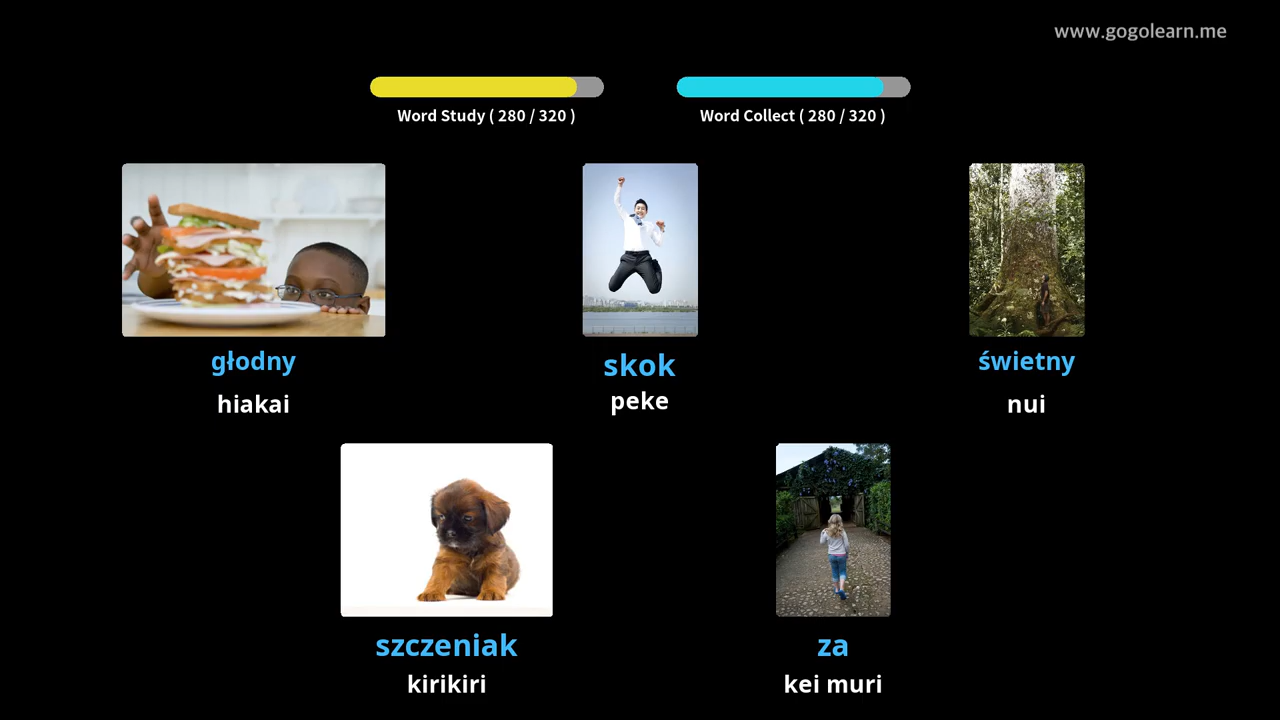 www.gogolearn.me
Word Study ( 280 / 320 )
Word Collect ( 280 / 320 )
głodny
hiakai
skok
peke
świetny
nui
szczeniak
kirikiri
za
kei muri